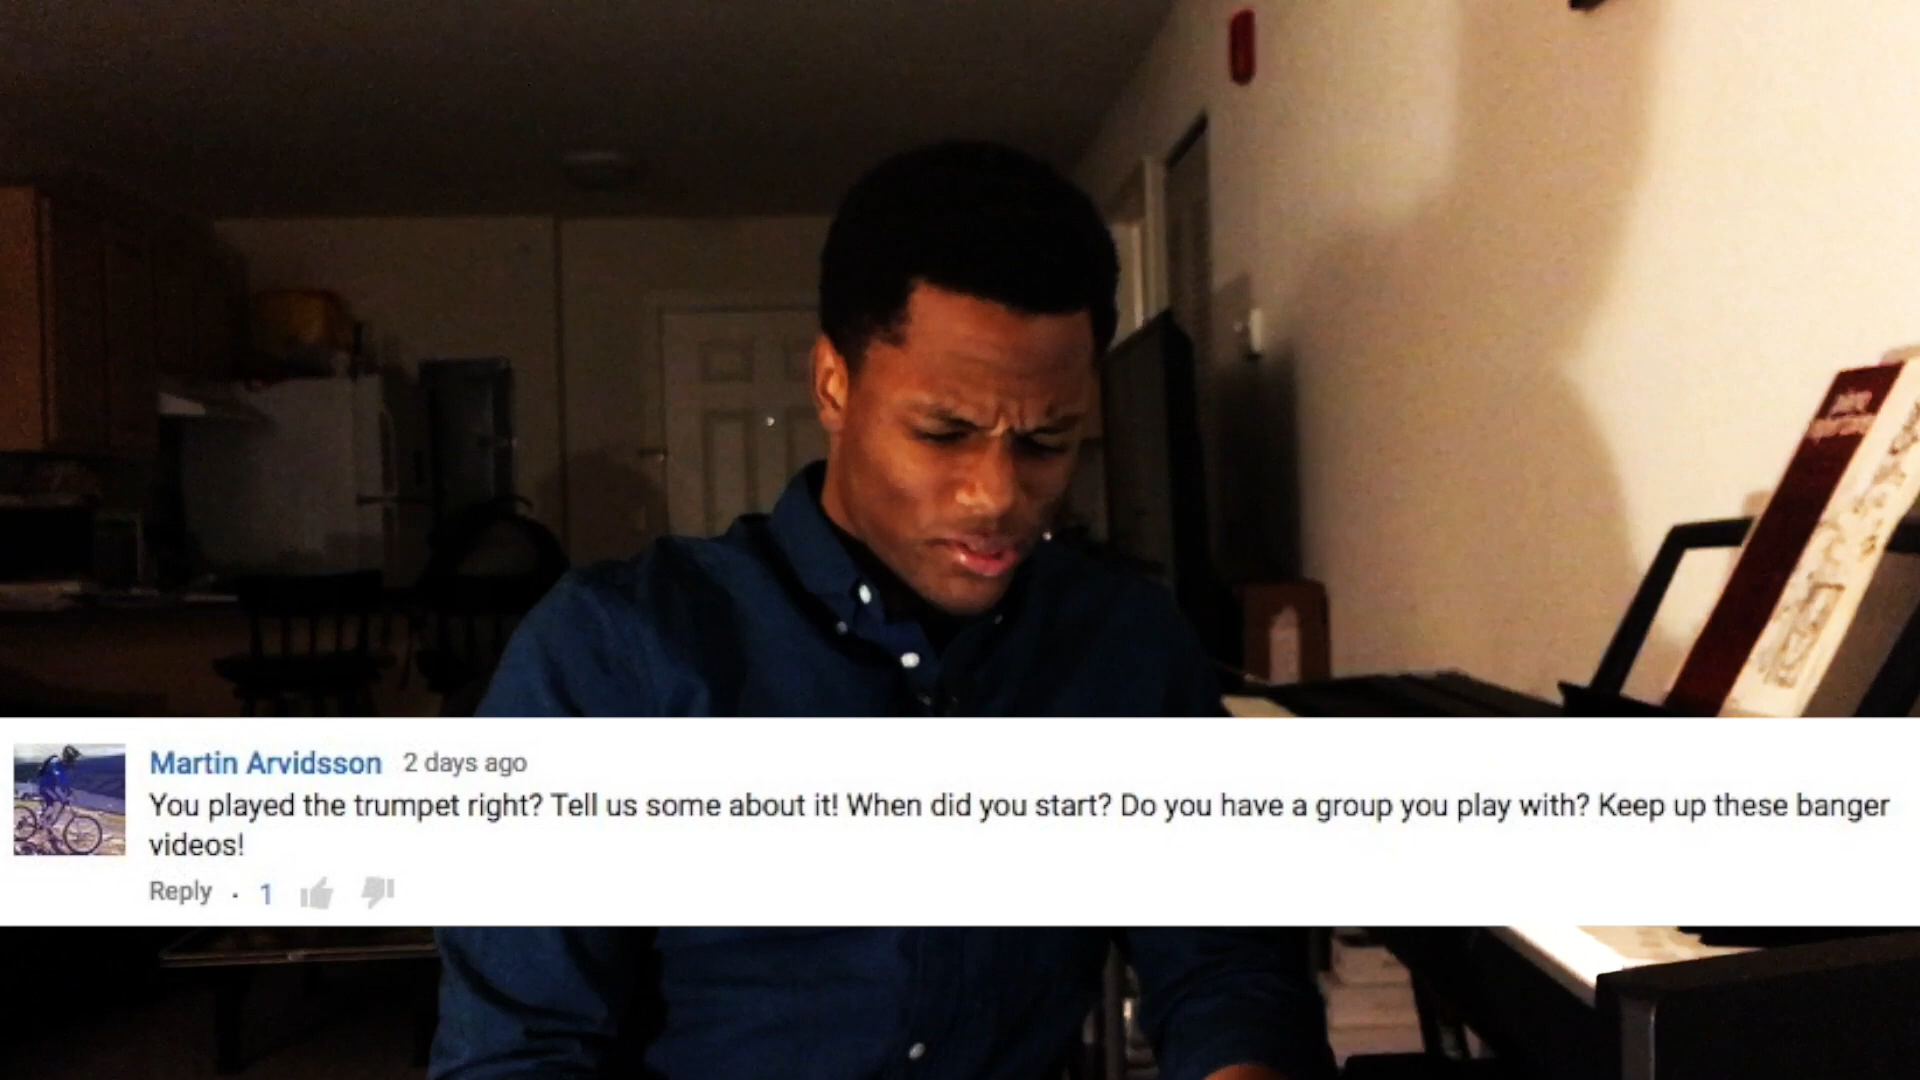 Martin Arvidsson 2 days ago
You played the trumpet right? Tell us some about it! When did you start? Do you have a group you play with? Keep up these banger
videos!
Reply · 1